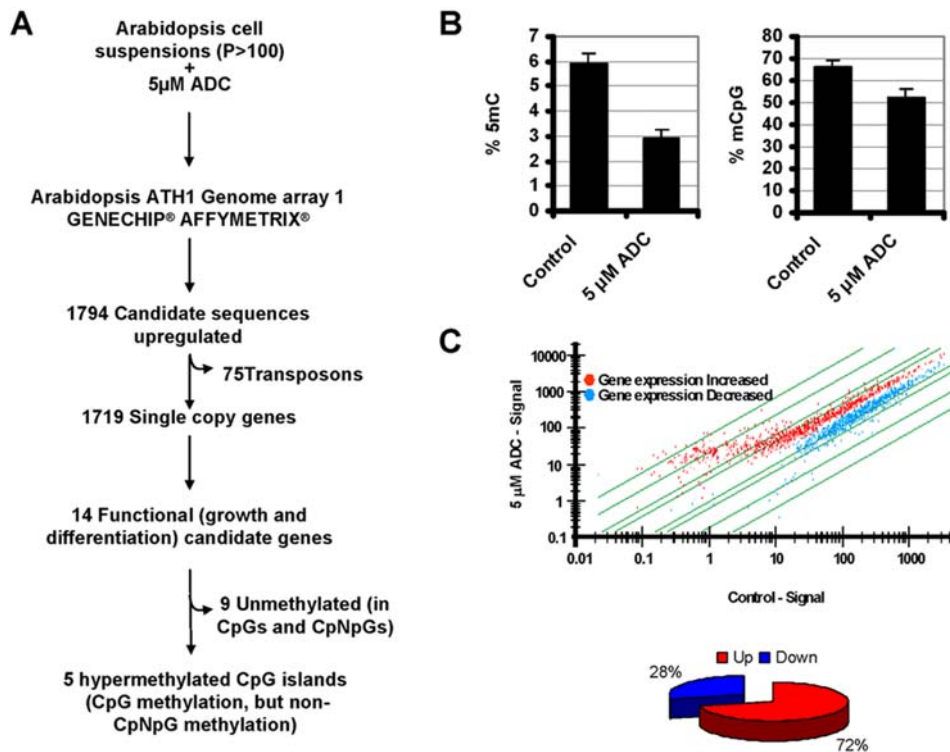 A
Arabidopsis cell
suspensions (P>100)
+
5µM ADC
Arabidopsis ATH1 Genome array 1
GENECHIP® AFFYMETRIX®
1794 Candidate sequences
upregulated
75Transposons
1719 Single copy genes
14 Functional (growth and
differentiation) candidate genes
9 Unmethylated (in
CpGs and CpNpGs)
5 hypermethylated CpG islands
(CpG methylation, but non-
CpNpG methylation)
B
% 5mC
7
6
5
4
3
2
1
0
Control
5 µM ADC
% mCpG
80
70
60
50
40
30
20
10
0
Control
5 µM ADC
C
5 µM ADC - Signal
10000
1000
100
10
1
0.1
Gene expression Increased
Gene expression Decreased
0.01
0.1
1
10
100
1000
Control - Signal
Up
Down
28%
72%